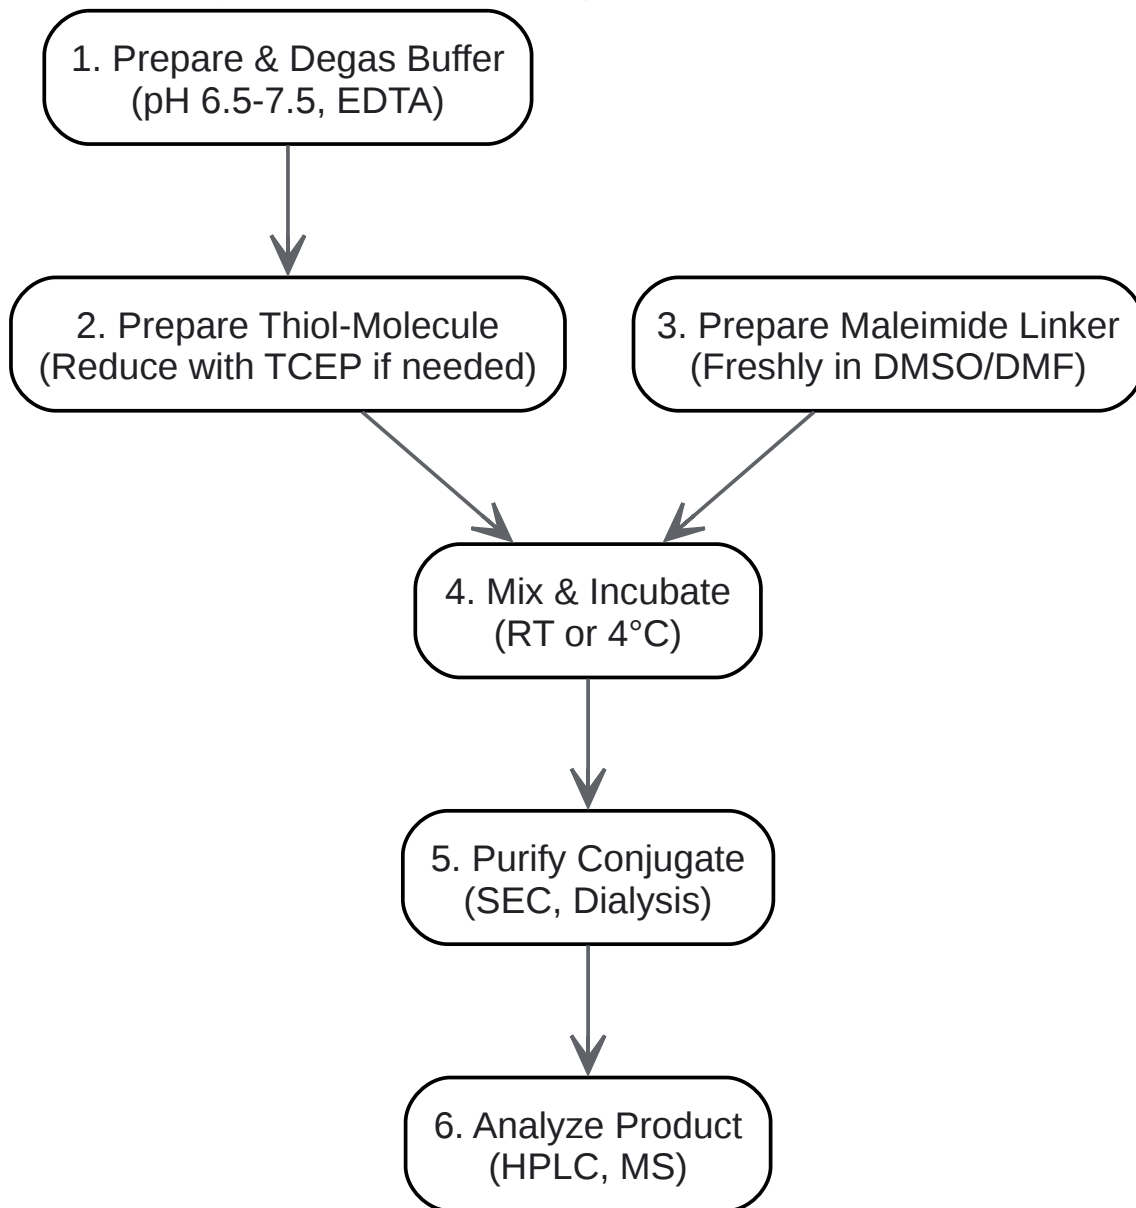 1. Prepare & Degas Buffer
(pH 6.5-7.5, EDTA)
2. Prepare Thiol-Molecule
(Reduce with TCEP if needed)
3. Prepare Maleimide Linker
(Freshly in DMSO/DMF)
4. Mix & Incubate
(RT or 4°C)
5. Purify Conjugate
(SEC, Dialysis)
6. Analyze Product
(HPLC, MS)